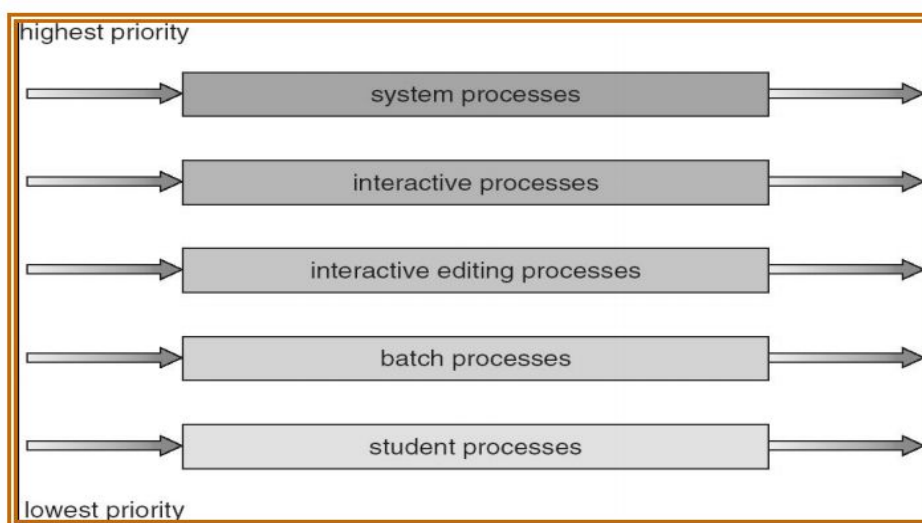 highest priority
system processes
interactive processes
interactive editing processes
batch processes
student processes
lowest priority